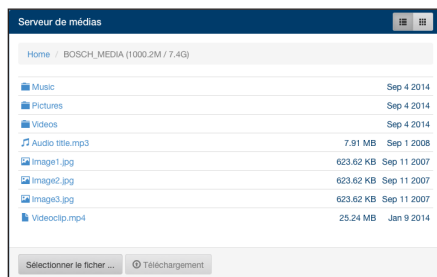 Serveur de médias
Home / BOSCH_MEDIA (1000.2M / 7.4G)
Music Sep 4 2014
Pictures Sep 4 2014
Videos Sep 4 2014
Audio title.mp3 7.91 MB Sep 1 2008
Image1.jpg 623.62 KB Sep 11 2007
Image2.jpg 623.62 KB Sep 11 2007
Image3.jpg 623.62 KB Sep 11 2007
Videoclip.mp4 25.24 MB Jan 9 2014
Sélectionner le ficher ... Téléchargement